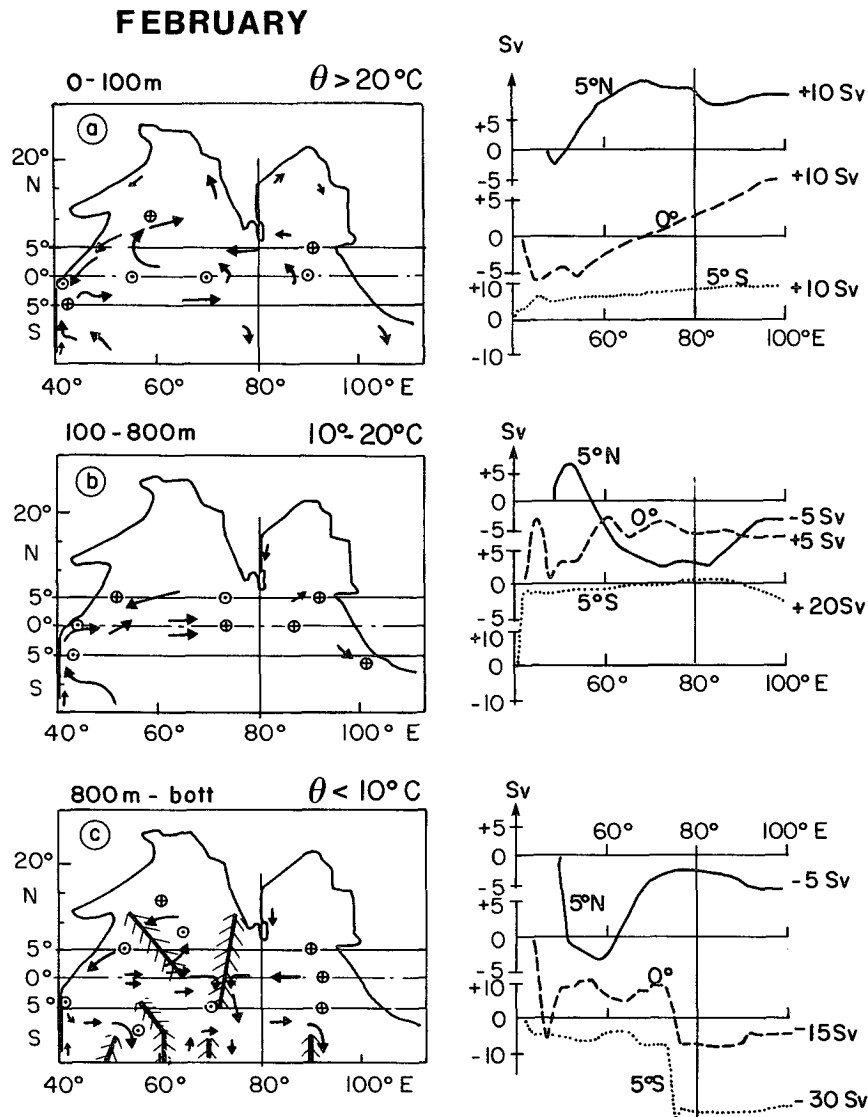 FEBRUARY
0-100m θ > 20°C
a
20°
N
5°
0°
5°
S
40° 60° 80° 100° E
Sv
5°N
+5
0
-5
+10 Sv
0°
0
-5
+10 Sv
5°S
+10
0
-10
+10 Sv
60° 80° 100°E
100-800m 10°-20°C
b
20°
N
5°
0°
5°
S
40° 60° 80° 100° E
Sv
5°N
+5
0
-5
-5 Sv
0°
+5
0
-5
+5 Sv
5°S
+10
0
-10
+20Sv
60° 80° 100°E
800m - bott θ < 10°C
c
20°
N
5°
0°
5°
S
40° 60° 80° 100° E
Sv
60° 80° 100° E
+5
0
-5
5°N
-5 Sv
+5
0
-5
0°
-15Sv
+10
0
-10
5°S
-30 Sv